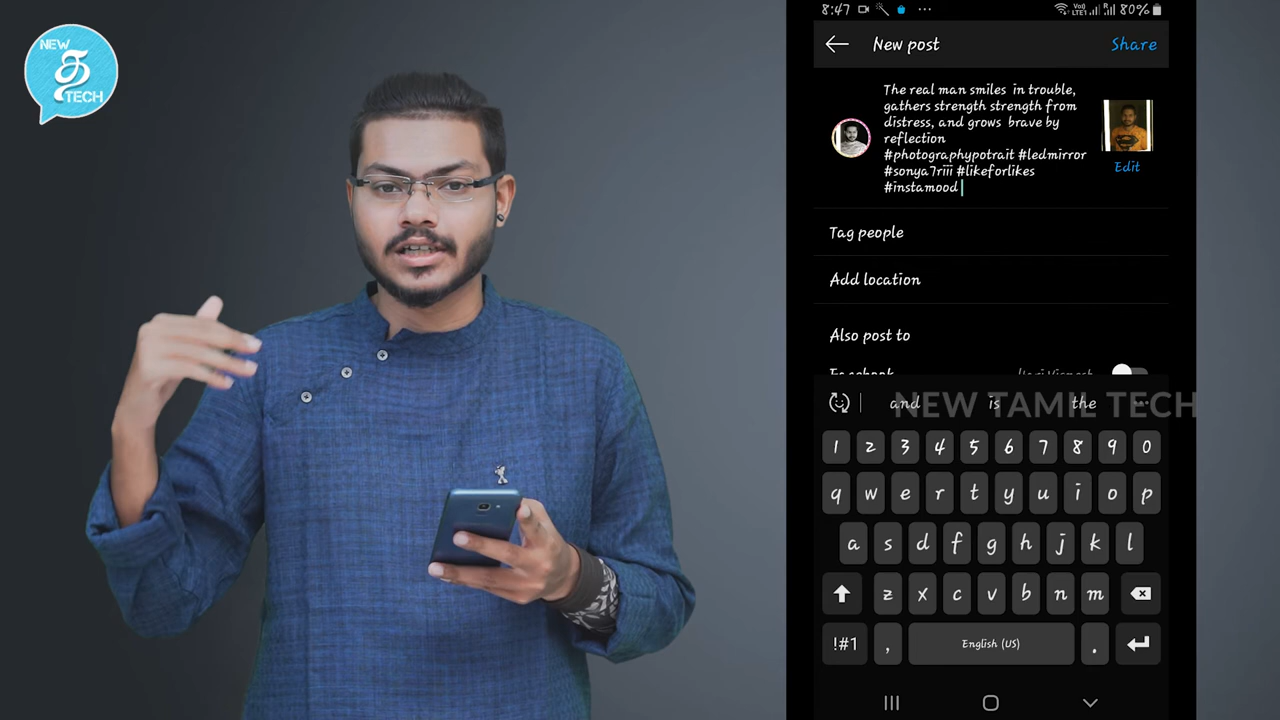 NEW
த
TECH
8:47
80%
New post
Share
The real man smiles in trouble,
gathers strength strength from
distress, and grows brave by
reflection
#photographypotrait #ledmirror
#sonya7riii #likeforlikes
#instamood
Edit
Tag people
Add location
Also post to
and is the
NEW TAMIL TECH
1 2 3 4 5 6 7 8 9 0
q w e r t y u i o p
a s d f g h j k l
z x c v b n m
!#1 , English (US) .